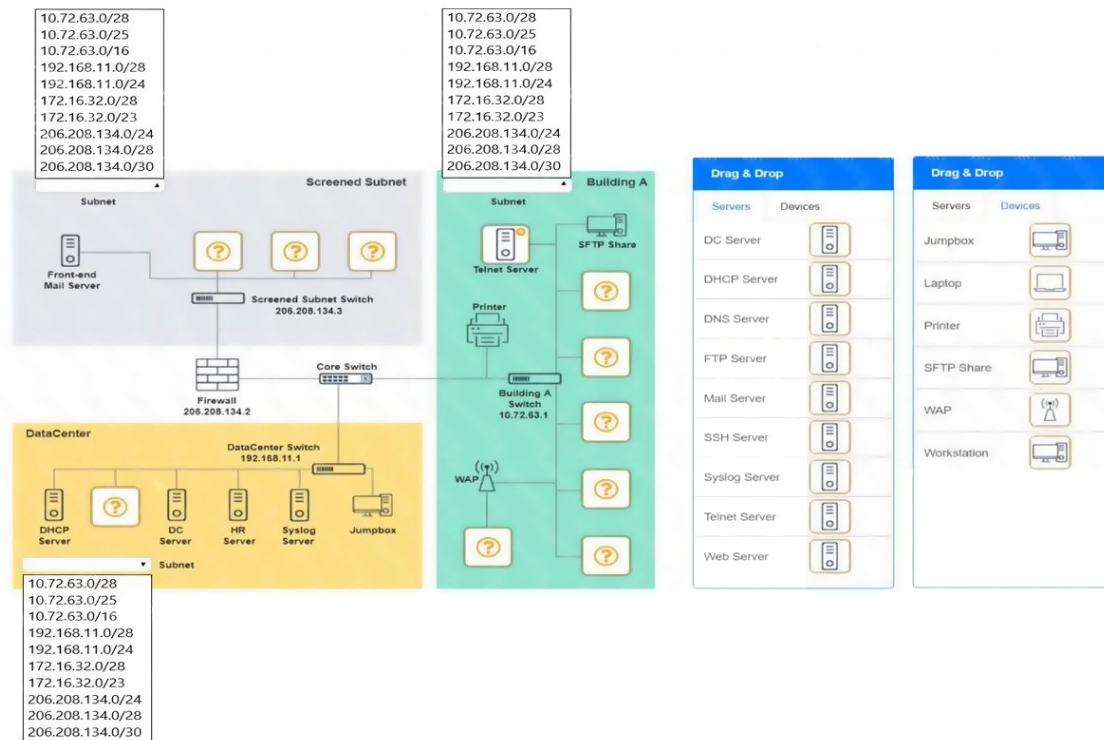 10.72.63.0/28
10.72.63.0/25
10.72.63.0/16
192.168.11.0/28
192.168.11.0/24
172.16.32.0/28
172.16.32.0/23
206.208.134.0/24
206.208.134.0/28
206.208.134.0/30
Screened Subnet
Subnet
Front-end
Mail Server
?
?
?
Screened Subnet Switch
206.208.134.3
Firewall
206.208.134.2
Core Switch
10.72.63.0/28
10.72.63.0/25
10.72.63.0/16
192.168.11.0/28
192.168.11.0/24
172.16.32.0/28
172.16.32.0/23
206.208.134.0/24
206.208.134.0/28
206.208.134.0/30
Building A
Subnet
Telnet Server
SFTP Share
?
Printer
?
Building A
Switch
10.72.63.1
?
WAP
?
?
?
DataCenter
DataCenter Switch
192.168.11.1
DHCP
Server
?
DC
Server
HR
Server
Syslog
Server
Jumpbox
Subnet
10.72.63.0/28
10.72.63.0/25
10.72.63.0/16
192.168.11.0/28
192.168.11.0/24
172.16.32.0/28
172.16.32.0/23
206.208.134.0/24
206.208.134.0/28
206.208.134.0/30
Drag & Drop
Servers Devices
DC Server
DHCP Server
DNS Server
FTP Server
Mail Server
SSH Server
Syslog Server
Telnet Server
Web Server
Drag & Drop
Servers Devices
Jumpbox
Laptop
Printer
SFTP Share
WAP
Workstation